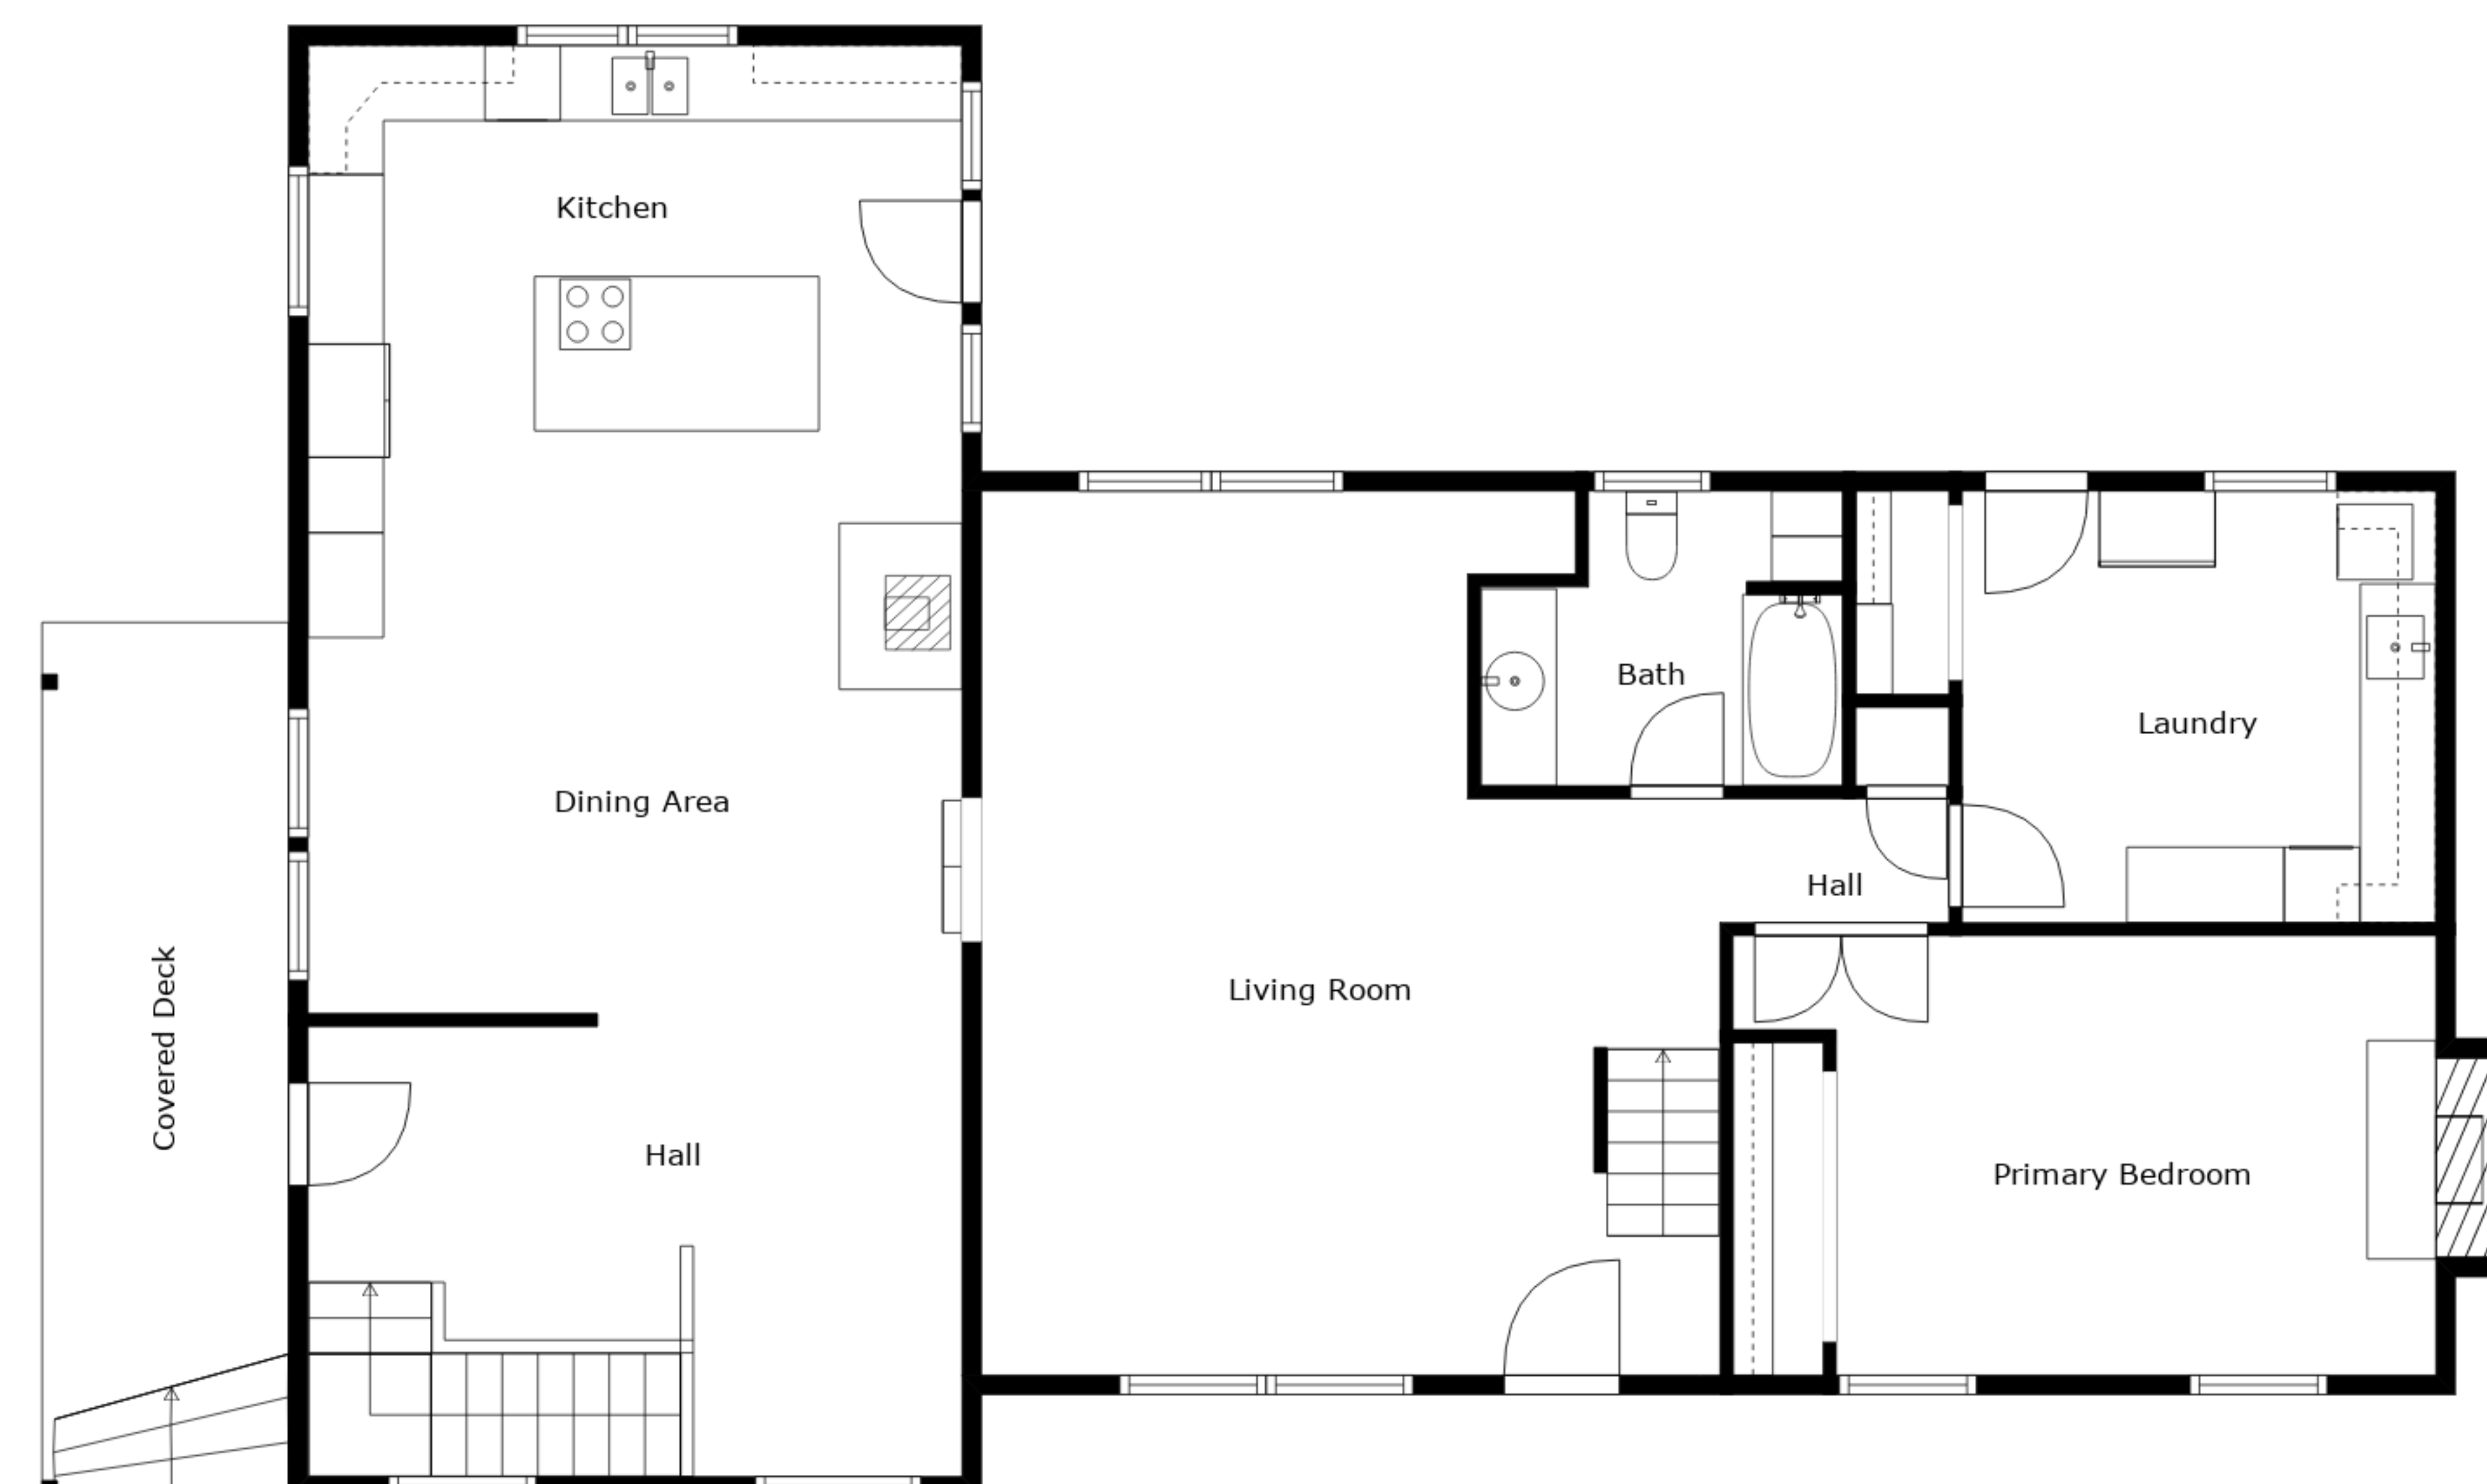 Kitchen
Bath
Laundry
Dining Area
Hall
Living Room
Covered Deck
Hall
Primary Bedroom